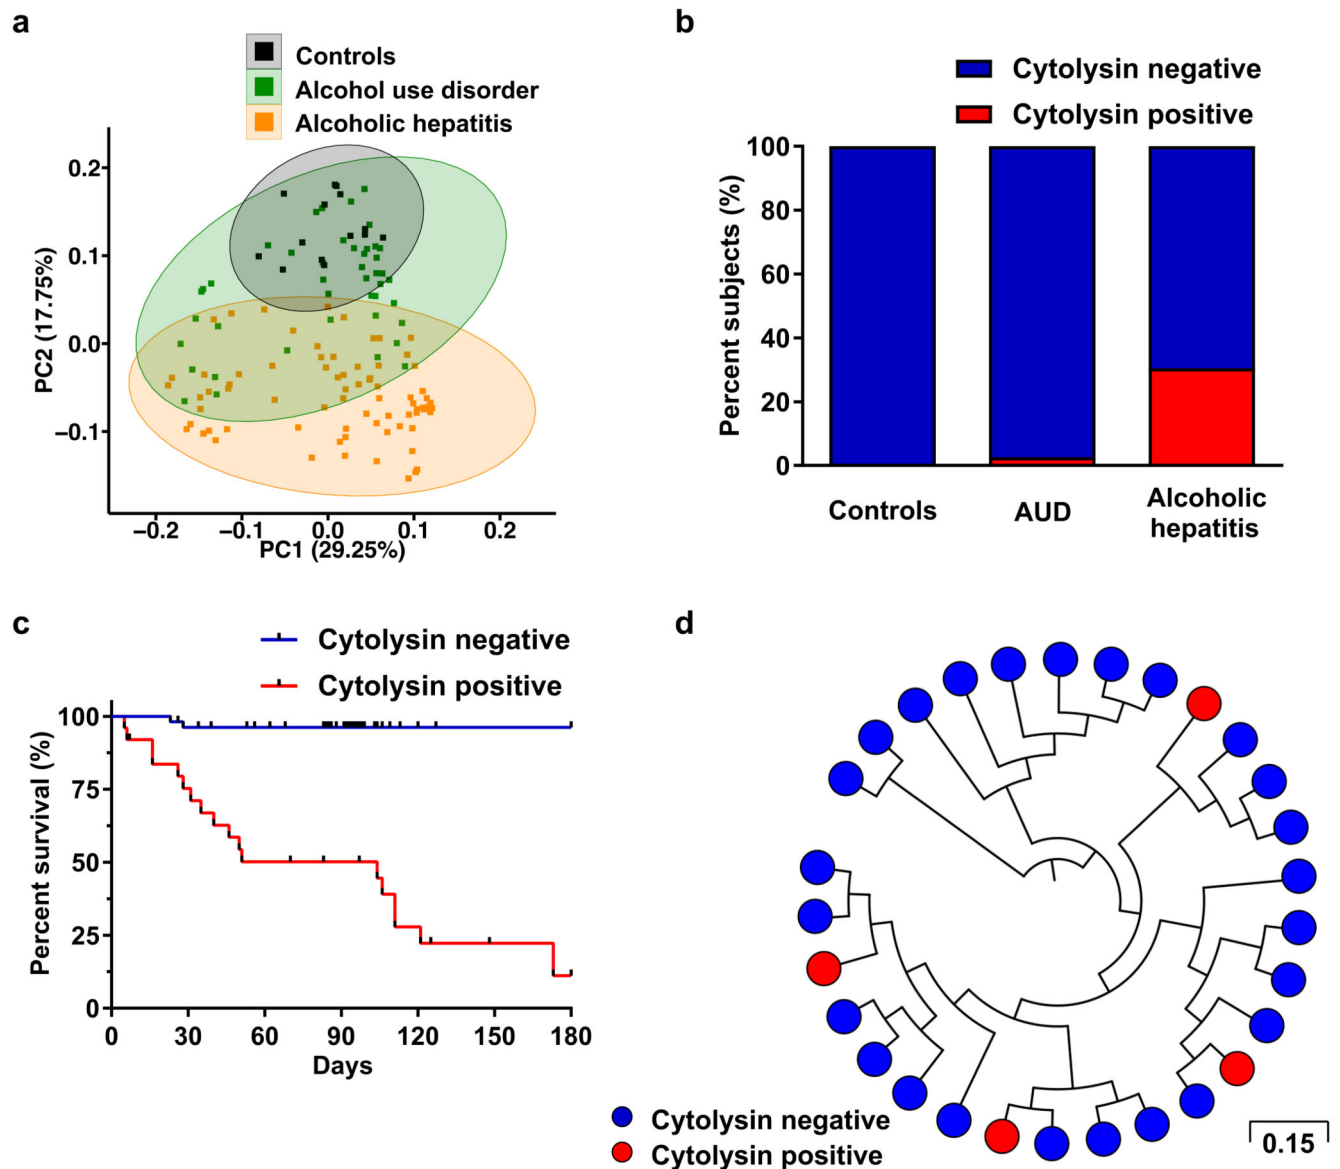 a
Controls
Alcohol use disorder
Alcoholic hepatitis
PC2 (17.75%)
0.2
0.1
0.0
−0.1
−0.2
−0.1
0.0
0.1
0.2
PC1 (29.25%)
b
Cytolysin negative
Cytolysin positive
Percent subjects (%)
100
80
60
40
20
0
Controls
AUD
Alcoholic
hepatitis
c
Cytolysin negative
Cytolysin positive
Percent survival (%)
100
75
50
25
0
0
30
60
90
120
150
180
Days
d
Cytolysin negative
Cytolysin positive
0.15